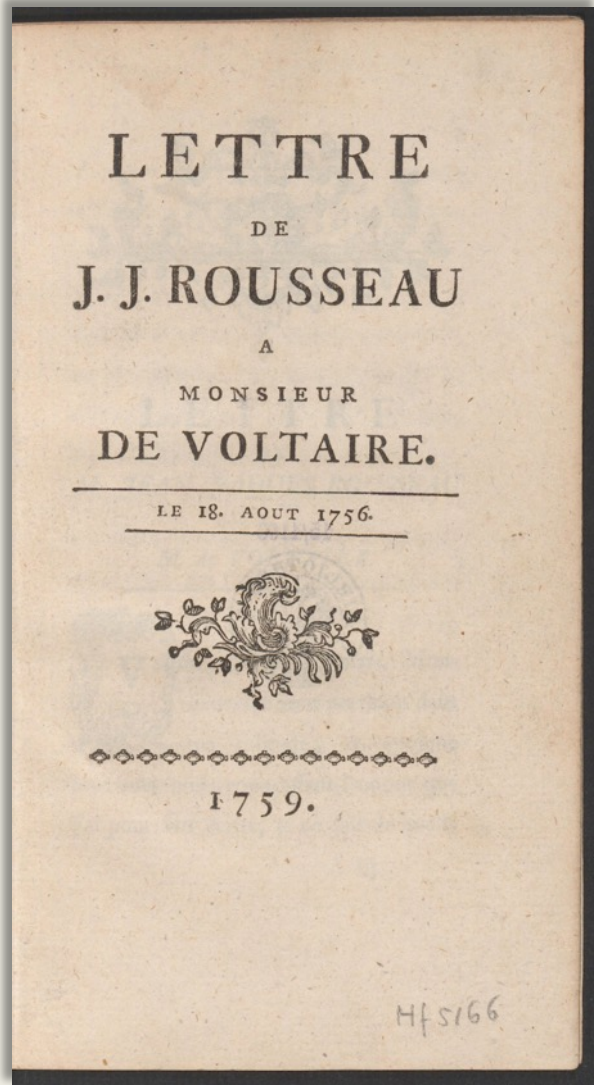 LETTRE
DE
J. J. ROUSSEAU
A
MONSIEUR
DE VOLTAIRE.
LE 18. AOUT 1756.
1759.
Hf 5166